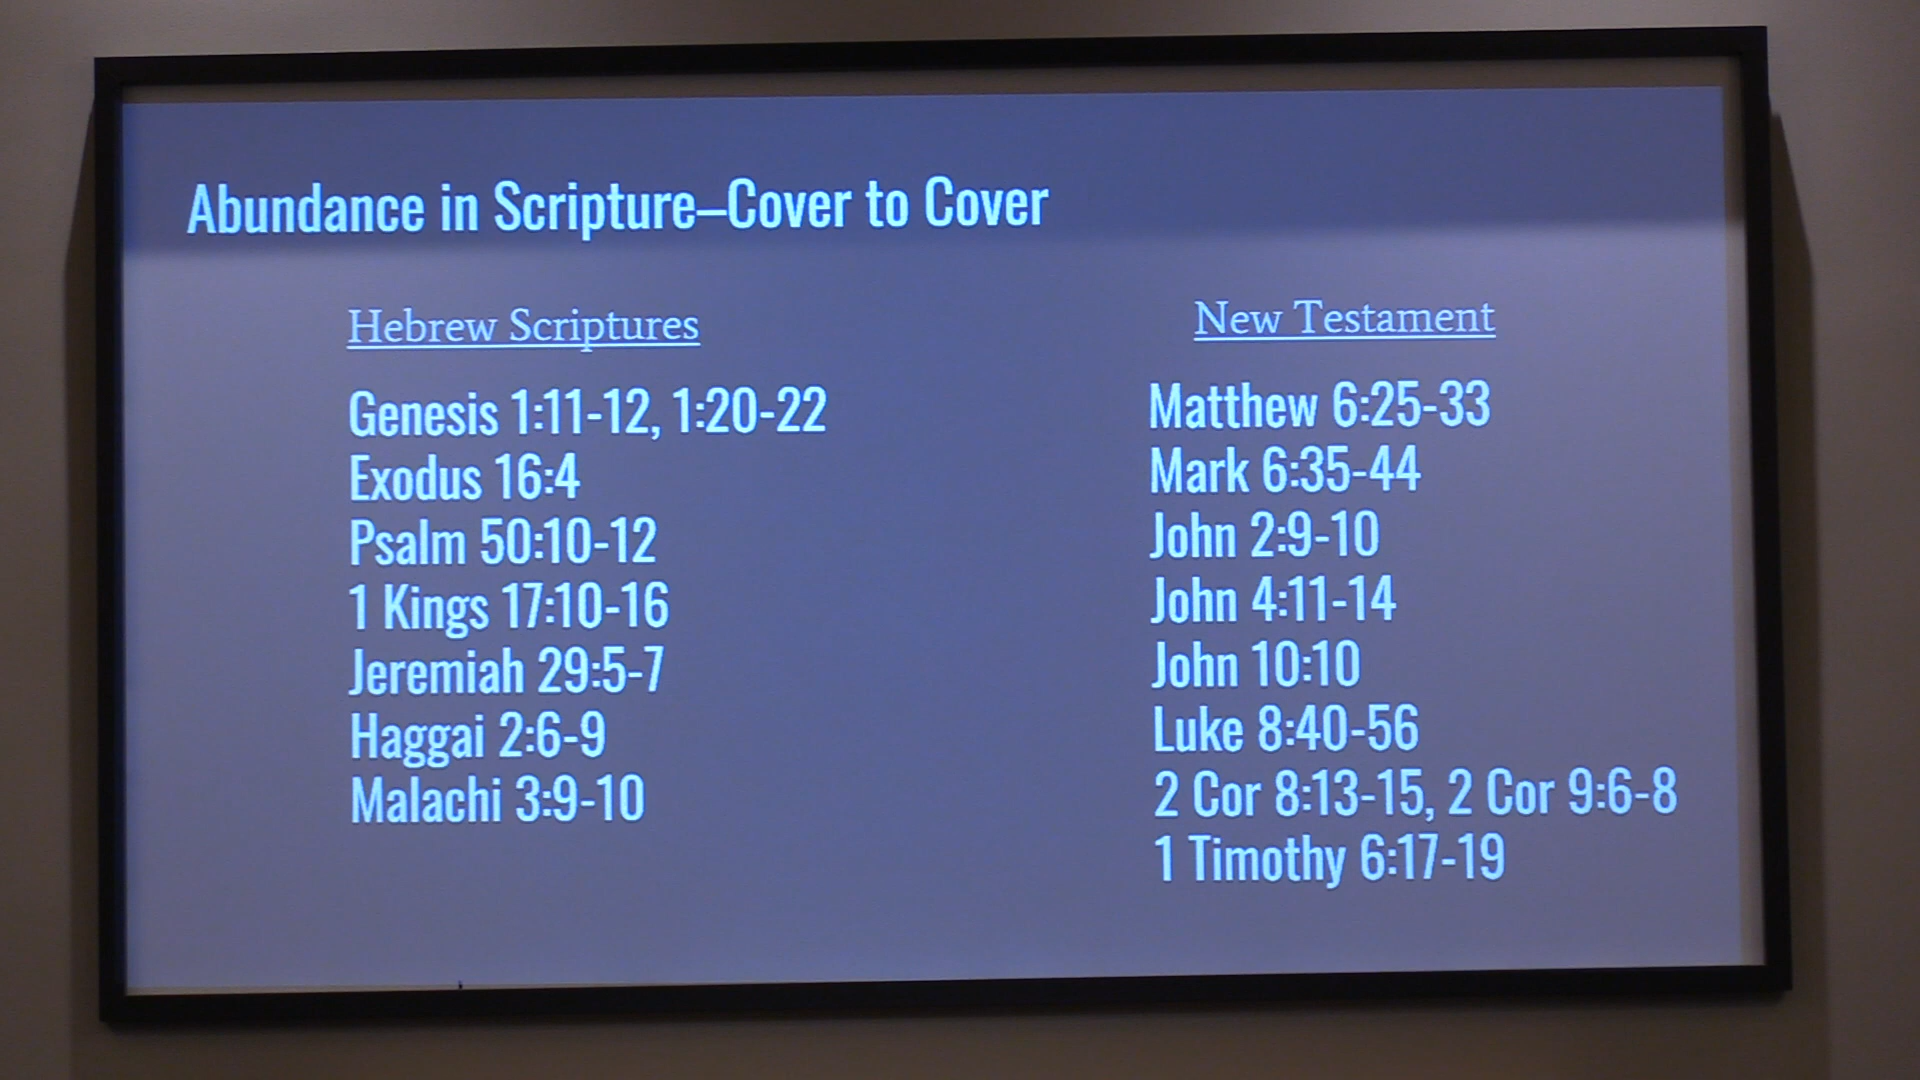 Abundance in Scripture–Cover to Cover
Hebrew Scriptures
Genesis 1:11-12, 1:20-22
Exodus 16:4
Psalm 50:10-12
1 Kings 17:10-16
Jeremiah 29:5-7
Haggai 2:6-9
Malachi 3:9-10
New Testament
Matthew 6:25-33
Mark 6:35-44
John 2:9-10
John 4:11-14
John 10:10
Luke 8:40-56
2 Cor 8:13-15, 2 Cor 9:6-8
1 Timothy 6:17-19